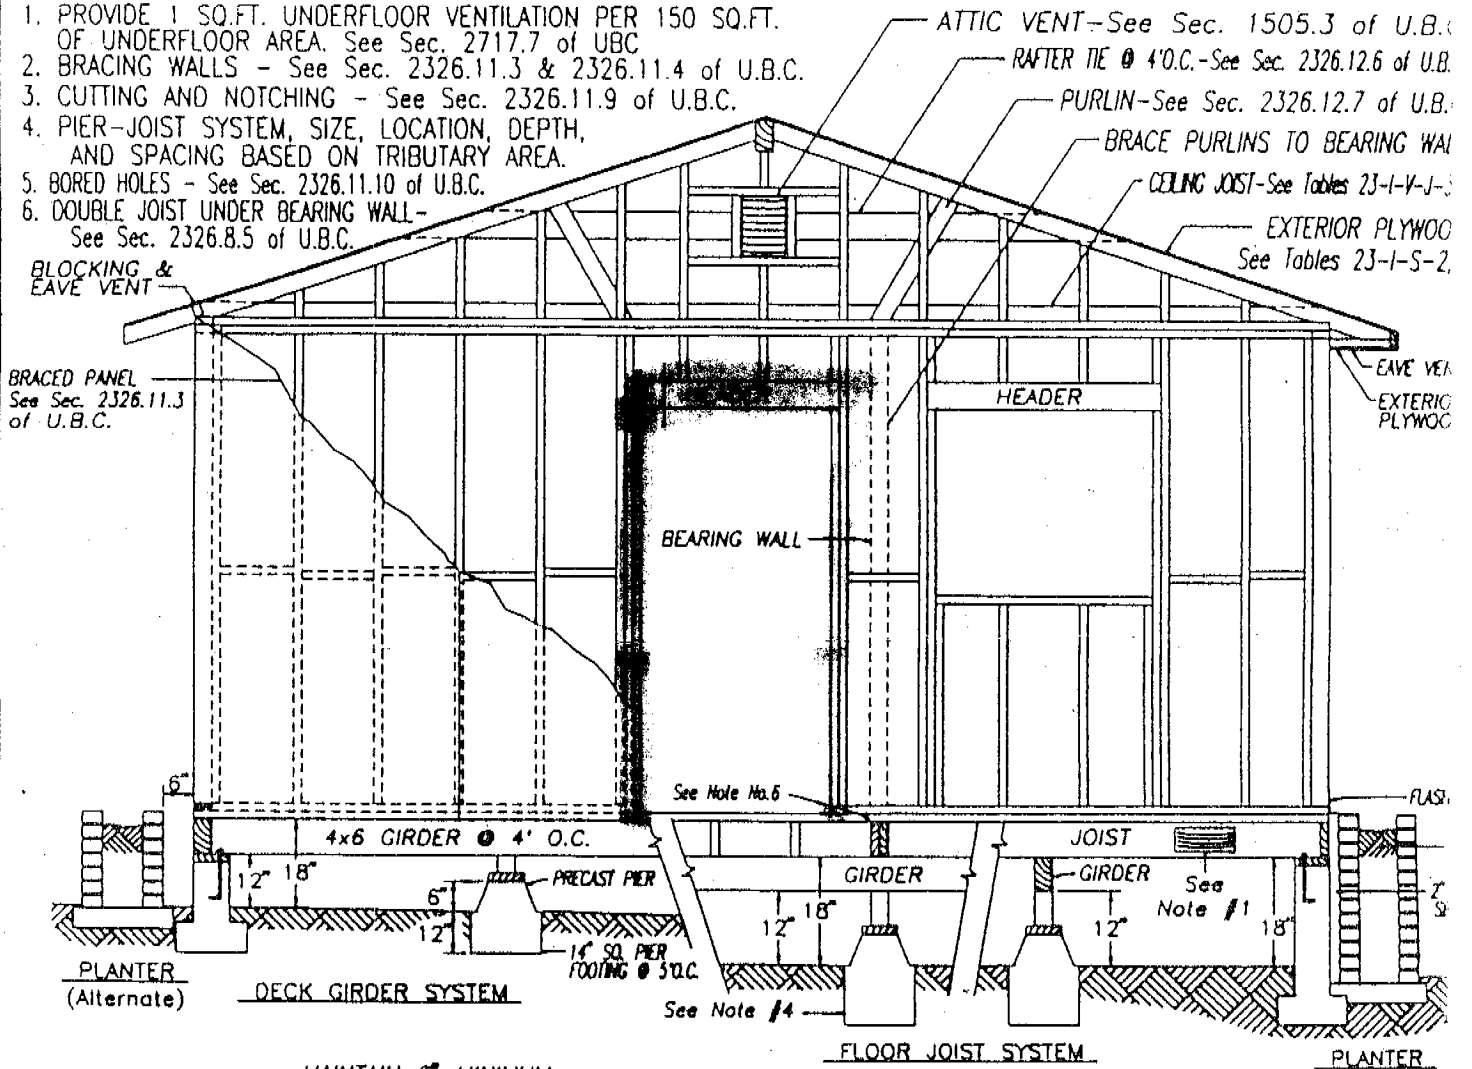 1. PROVIDE 1 SQ.FT. UNDERFLOOR VENTILATION PER 150 SQ.FT.
OF UNDERFLOOR AREA. See Sec. 2717.7 of UBC
2. BRACING WALLS - See Sec. 2326.11.3 & 2326.11.4 of U.B.C.
3. CUTTING AND NOTCHING - See Sec. 2326.11.9 of U.B.C.
4. PIER-JOIST SYSTEM, SIZE, LOCATION, DEPTH,
AND SPACING BASED ON TRIBUTARY AREA.
5. BORED HOLES - See Sec. 2326.11.10 of U.B.C.
6. DOUBLE JOIST UNDER BEARING WALL-
See Sec. 2326.8.5 of U.B.C.
ATTIC VENT-See Sec. 1505.3 of U.B.
RAFTER TIE @ 4'O.C.-See Sec. 2326.12.6 of U.B.
PURLIN-See Sec. 2326.12.7 of U.B.
BRACE PURLINS TO BEARING
CEILING JOIST-See Tables 23-I-V-J-
EXTERIOR
See Tables 23-I-S-2,
BLOCKING &
EAVE VENT
BRACED PANEL
See Sec. 2326.11.3
of U.B.C.
EAVE
HEADER
BEARING WALL
6"
See Note No.6
4x6 GIRDER @ 4' O.C.
JOIST
12"
18"
PRECAST PIER
6"
12"
14" SQ. PIER
FOOTING @ 5'O.C.
GIRDER
GIRDER
See
Note #1
12"
18"
12"
18"
2"
PLANTER
(Alternate)
DECK GIRDER SYSTEM
See Note #4
FLOOR JOIST SYSTEM
PLANTER